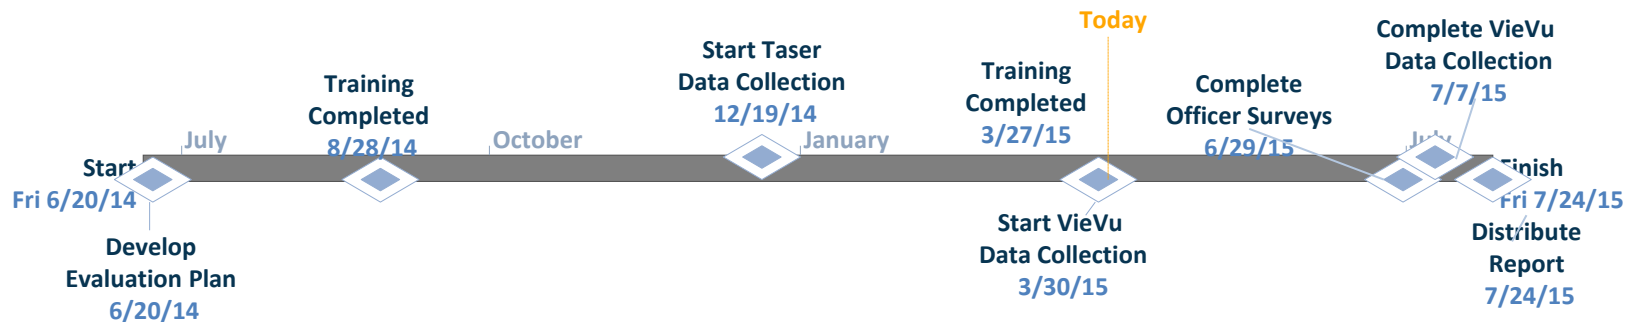 Today
Complete VieVu
Data Collection
7/7/15
Start Taser
Data Collection
12/19/14
Training
Completed
3/27/15
Complete
Officer Surveys
6/29/15
Training
Completed
8/28/14
July
October
January
July
Start
Fri 6/20/14
Finish
Fri 7/24/15
Develop
Evaluation Plan
6/20/14
Start VieVu
Data Collection
3/30/15
Distribute
Report
7/24/15